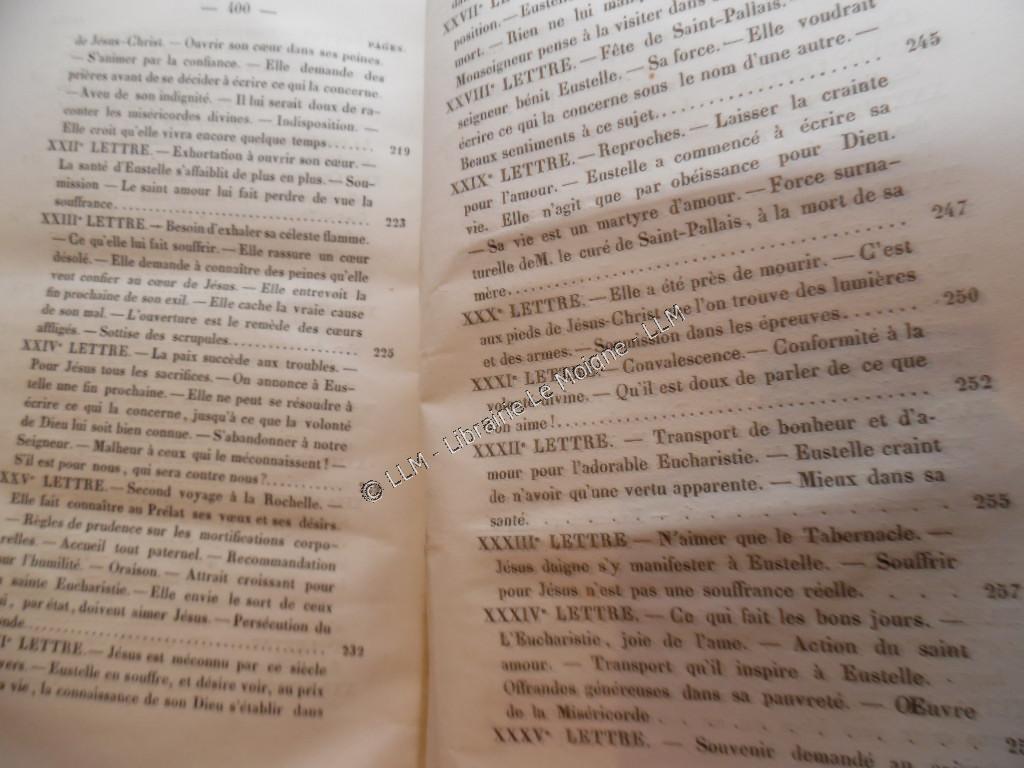 — 400 —
PAGES.
de Jésus-Christ. — Ouvrir son cœur dans ses peines.
— S'animer par la confiance. — Elle demande des
prières avant de se décider à écrire ce qui la concerne.
— Aveu de son indignité. — Il lui serait doux de ra-
conter les miséricordes divines. — Indisposition. —
Elle croit qu'elle vivra encore quelque temps....... 219
XXIIe LETTRE. — Exhortation à ouvrir son cœur. —
La santé d'Eustelle s'affaiblit de plus en plus. — Sou-
mission — Le saint amour lui fait perdre de vue la
souffrance. 223
XXIIIe LETTRE. — Besoin d'exhaler sa céleste flamme.
— Ce qu'elle lui fait souffrir. — Elle rassure un cœur
désolé. — Elle demande à connaître des peines qu'elle
veut confier au cœur de Jésus. — Elle entrevoit la
fin prochaine de son exil. — Elle cache la vraie cause
de son mal. — L'ouverture est le remède des cœurs
affligés. — Sottise des scrupules. 225
XXIVe LETTRE. — La paix succède aux troubles. —
Pour Jésus tous les sacrifices. — On annonce à Eus-
telle une fin prochaine. — Elle ne peut se résoudre à
écrire ce qui la concerne, jusqu'à ce que la volonté
de Dieu lui soit bien connue. — S'abandonner à notre
Seigneur. — Malheur à ceux qui le méconnaissent! —
S'il est pour nous, qui sera contre nous?
XXVe LETTRE. — Second voyage à la Rochelle. —
Elle fait connaître au Prélat ses vœux et ses désirs.
— Règles de prudence sur les mortifications corpo-
relles. — Accueil tout paternel. — Recommandation
l'humilité. — Oraison. — Attrait croissant pour
sainte Eucharistie. — Elle envie le sort de ceux
par état, doivent aimer Jésus. — Persécution du
232
LETTRE. — Jésus est méconnu par ce siècle
— Eustelle en souffre, et désire voir, au prix
vie, la connaissance de son Dieu s'établir dans
XXVIIe
position. — 
mort. — Rien ne lui
Monseigneur pense à la visiter dans
XXVIIIe LETTRE. — Fête de Saint-Pallais.
seigneur bénit Eustelle. — Sa force. — Elle voudrait
écrire ce qui la concerne sous le nom d'une autre. —
Beaux sentiments à ce sujet. 245
XXIXe LETTRE. — Reproches. — Laisser la crainte
pour l'amour. — Eustelle a commencé à écrire sa
vie. Elle n'agit que par obéissance pour Dieu.
— Sa vie est un martyre d'amour. — Force surna-
turelle de M. le curé de Saint-Pallais, à la mort de sa
mère. 247
XXXe LETTRE. — Elle a été près de mourir. — C'est
aux pieds de Jésus-Christ que l'on trouve des lumières
et des armes. — Soumission dans les épreuves. 250
XXXIe LETTRE. — Convalescence. — Conformité à la
volonté divine. — Qu'il est doux de parler de ce que
l'on aime!. 252
XXXIIe LETTRE. — Transport de bonheur et d'a-
mour pour l'adorable Eucharistie. — Eustelle craint
de n'avoir qu'une vertu apparente. — Mieux dans sa
santé. 255
XXXIIIe LETTRE — N'aimer que le Tabernacle. —
Jésus daigne s'y manifester à Eustelle. — Souffrir
pour Jésus n'est pas une souffrance réelle. 257
XXXIVe LETTRE. — Ce qui fait les bons jours. —
L'Eucharistie, joie de l'ame. — Action du saint
amour. — Transport qu'il inspire à Eustelle. —
Offrandes généreuses dans sa pauvreté. — Œuvre
de la Miséricorde
XXXVe LETTRE. — Souvenir demandé au
© LLM - Librairie Le Moigne - LLM